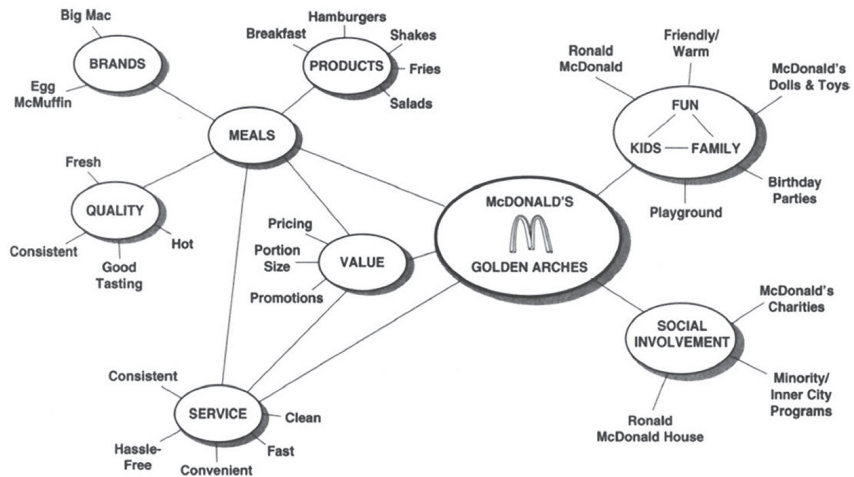 Big Mac
BRANDS
Egg
McMuffin
Hamburgers
Breakfast
Shakes
PRODUCTS
Fries
Salads
MEALS
Fresh
QUALITY
Consistent
Good
Tasting
Hot
Pricing
Portion
Size
Promotions
VALUE
Consistent
SERVICE
Clean
Hassle-
Free
Fast
Convenient
McDONALD'S
GOLDEN ARCHES
Ronald
McDonald
Friendly/
Warm
McDonald's
Dolls & Toys
FUN
KIDS
FAMILY
Birthday
Parties
Playground
SOCIAL
INVOLVEMENT
McDonald's
Charities
Minority/
Inner City
Programs
Ronald
McDonald House